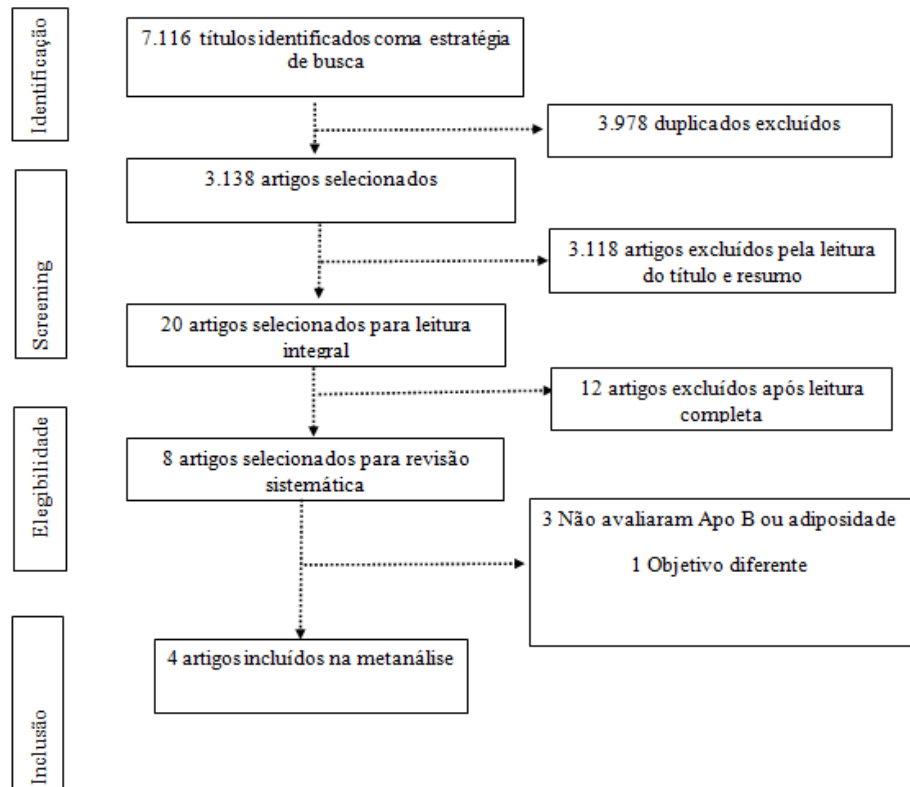 Identificação
7.116 títulos identificados coma estratégia
de busca
3.978 duplicados excluídos
Screening
3.138 artigos selecionados
3.118 artigos excluídos pela leitura
do título e resumo
20 artigos selecionados para leitura
integral
Elegibilidade
12 artigos excluídos após leitura
completa
8 artigos selecionados para revisão
sistemática
3 Não avaliaram Apo B ou adiposidade
1 Objetivo diferente
Inclusão
4 artigos incluídos na metanálise